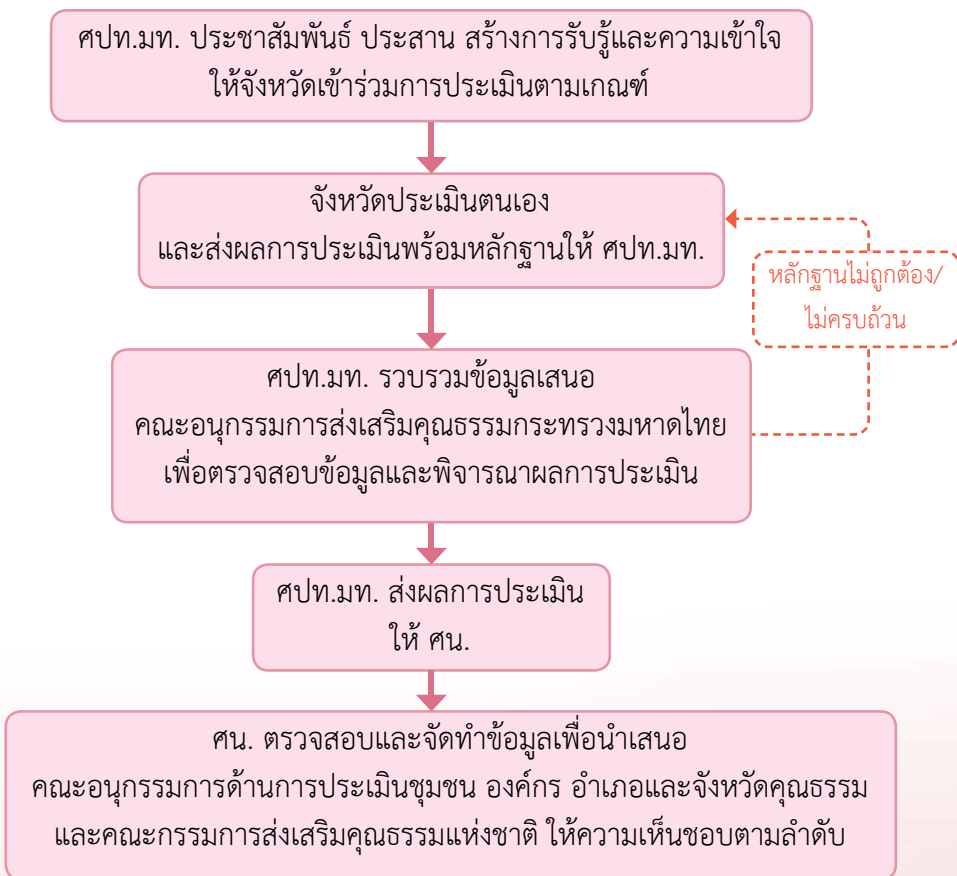 ศปท.มท. ประชาสัมพันธ์ ประสาน สร้างการรับรู้และความเข้าใจ
ให้จังหวัดเข้าร่วมการประเมินตามเกณฑ์
จังหวัดประเมินตนเอง
และส่งผลการประเมินพร้อมหลักฐานให้ ศปท.มท.
หลักฐานไม่ถูกต้อง/
ไม่ครบถ้วน
ศปท.มท. รวบรวมข้อมูลเสนอ
คณะอนุกรรมการส่งเสริมคุณธรรมกระทรวงมหาดไทย
เพื่อตรวจสอบข้อมูลและพิจารณาผลการประเมิน
ศปท.มท. ส่งผลการประเมิน
ให้ ศน.
ศน. ตรวจสอบและจัดทำข้อมูลเพื่อนำเสนอ
คณะอนุกรรมการด้านการประเมินชุมชน องค์กร อำเภอและจังหวัดคุณธรรม
และคณะกรรมการส่งเสริมคุณธรรมแห่งชาติ ให้ความเห็นชอบตามลำดับ